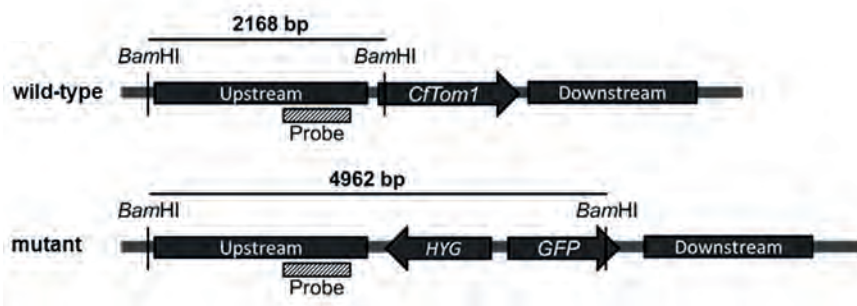 2168 bp
BamHI BamHI
wild-type Upstream CfTom1 Downstream
Probe
4962 bp
BamHI BamHI
mutant Upstream HYG GFP Downstream
Probe